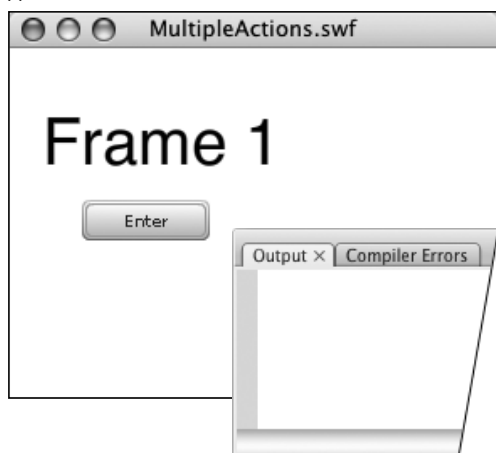 MultipleActions.swf
Frame 1
Enter
Output × Compiler Errors